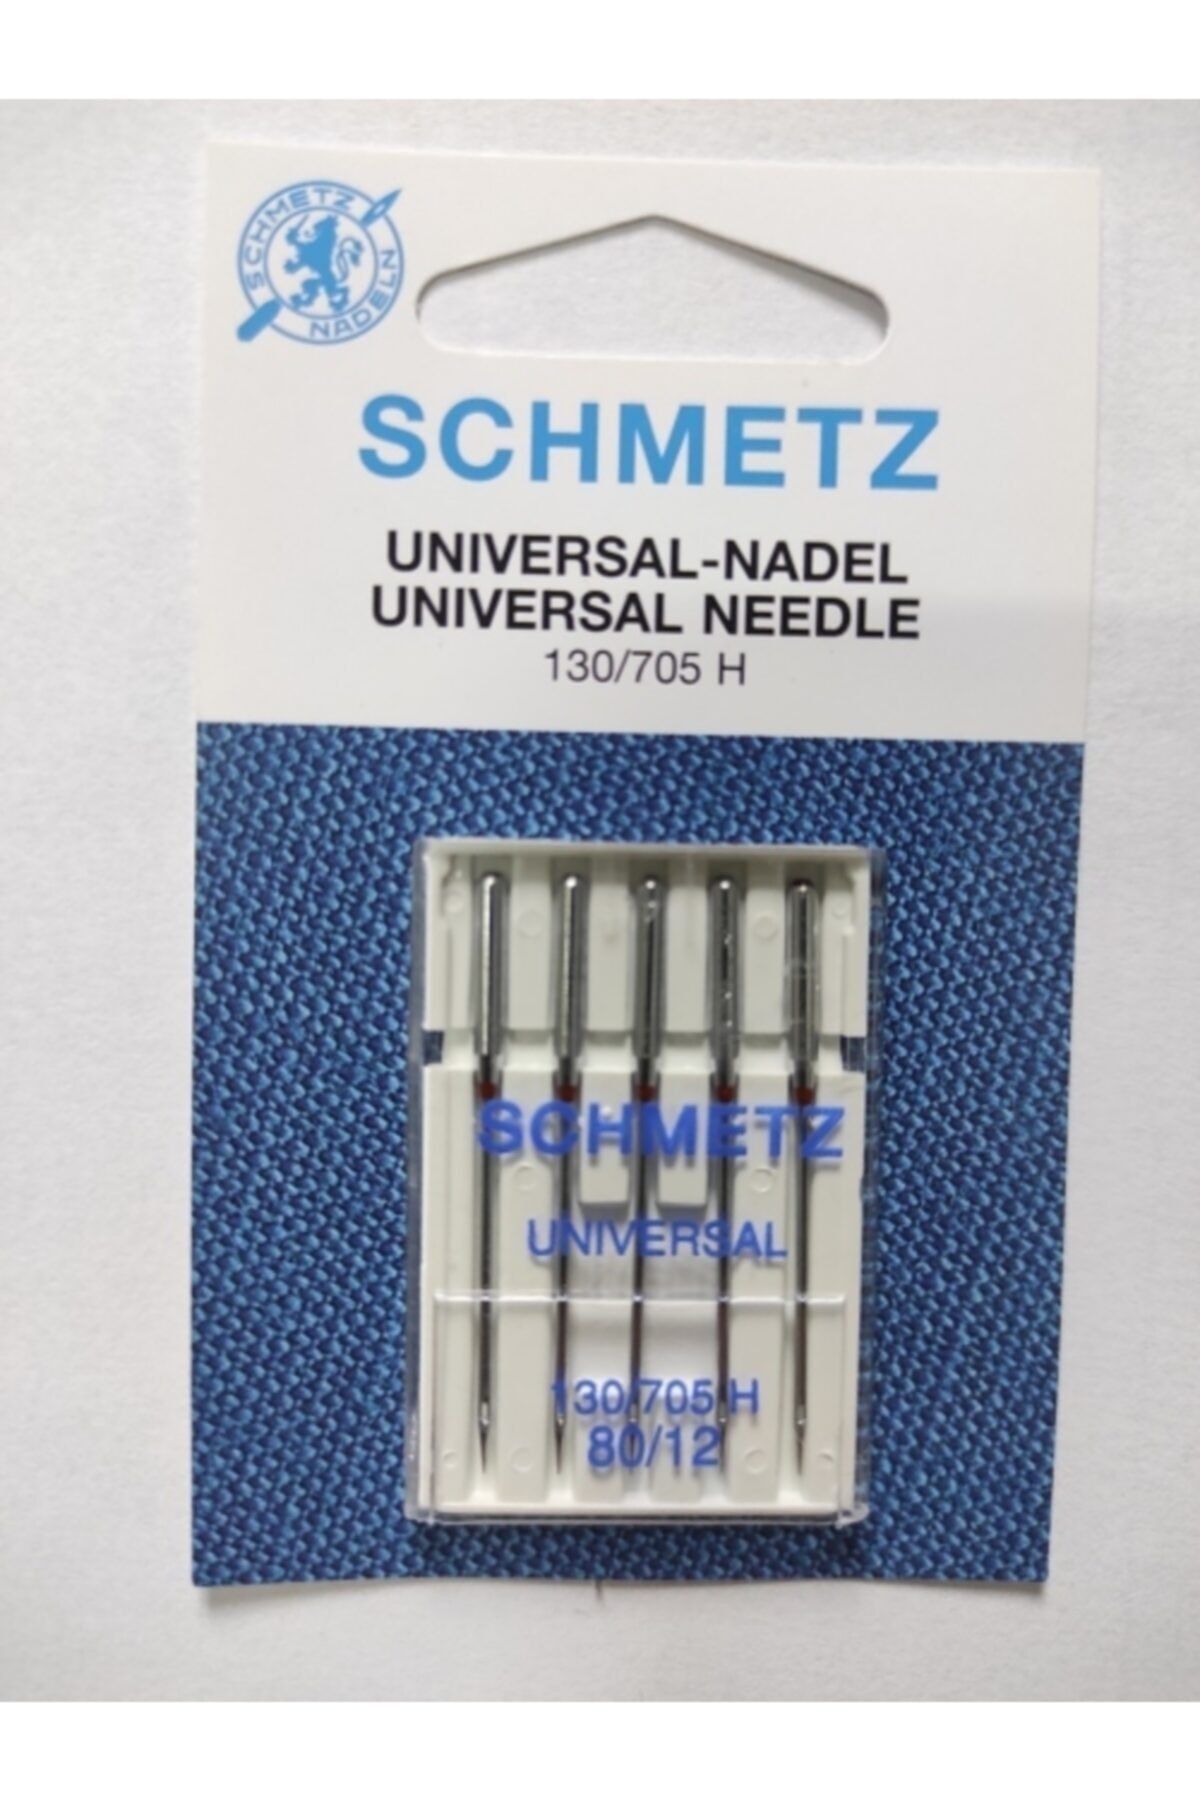 SCHMETZ
NADELN
SCHMETZ
UNIVERSAL-NADEL
UNIVERSAL NEEDLE
130/705 H
SCHMETZ
UNIVERSAL
130/705 H
80/12